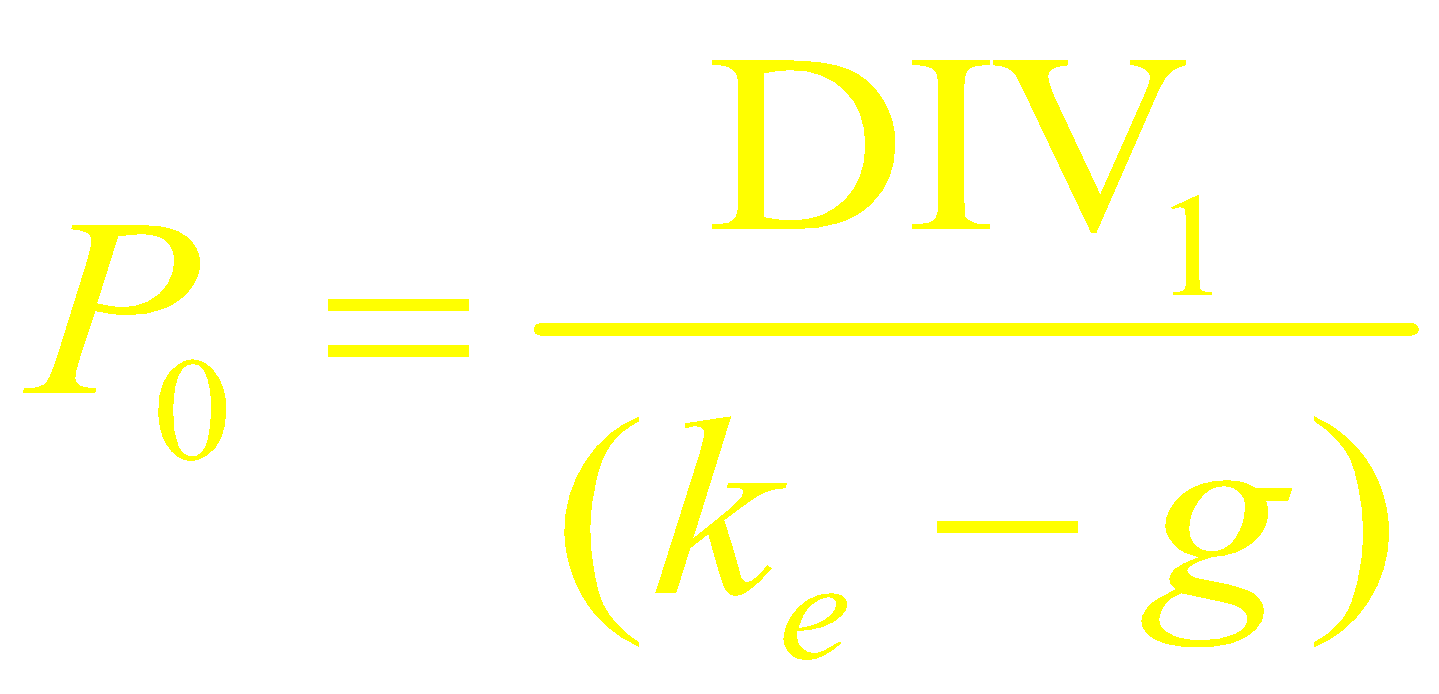 P₀ = DIV₁ / (kₑ − g)